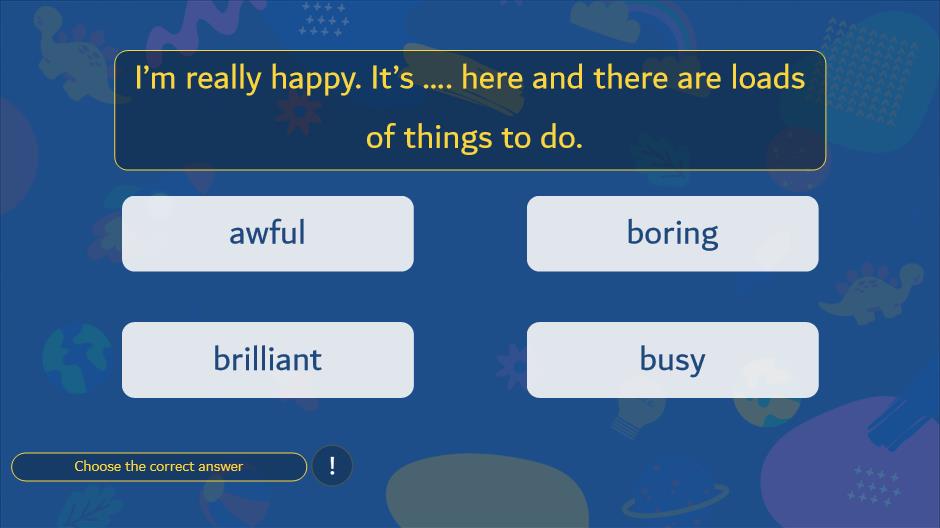 I’m really happy. It’s .... here and there are loads
of things to do.
awful
boring
brilliant
busy
Choose the correct answer
!